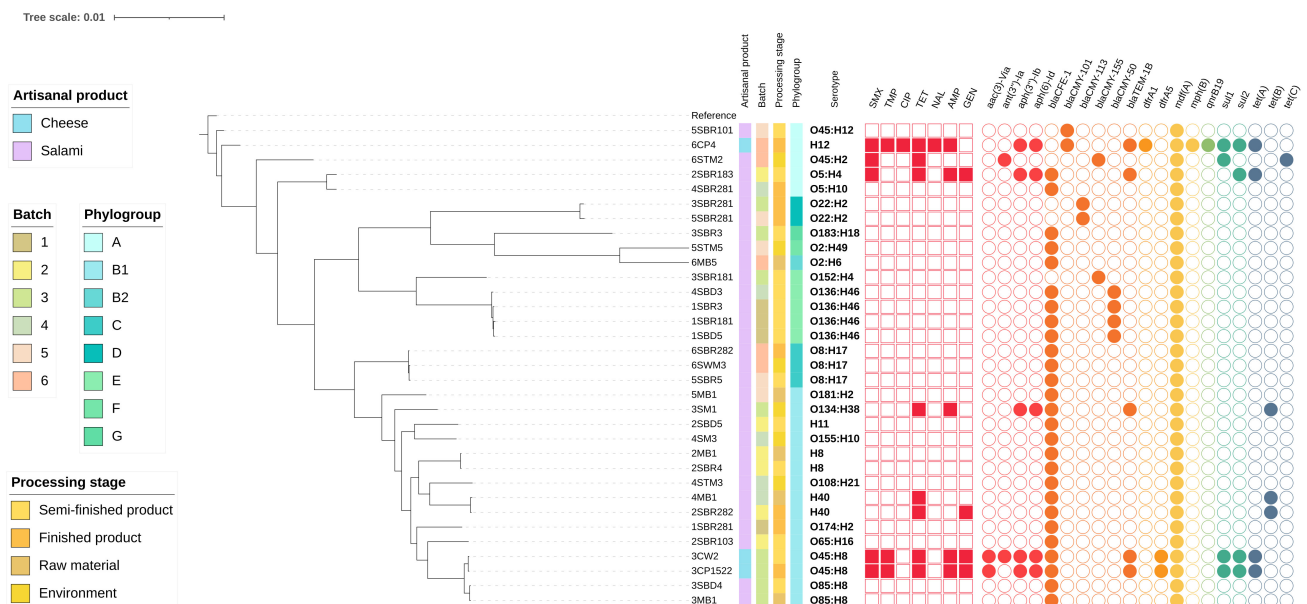 Tree scale: 0.01
Artisanal product
Cheese
Salami
Batch
1
2
3
4
5
6
Phylogroup
A
B1
B2
C
D
E
F
G
Processing stage
Semi-finished product
Finished product
Raw material
Environment
Artisanal product
Batch
Processing stage
Phylogroup
Serotype
SMX
TMP
CIP
TET
NAL
AMP
GEN
aac(3)-Via
ant(3'')-Ia
aph(3'')-Ib
aph(6)-Id
blaCFE-1
blaCMY-101
blaCMY-113
blaCMY-155
blaCMY-50
blaTEM-1B
dfrA1
dfrA5
mdf(A)
mph(B)
qnrB19
sul1
sul2
tet(A)
tet(B)
tet(C)
Reference
5SBR101 O45:H12
6CP4 H12
6STM2 O45:H2
2SBR183 O5:H4
4SBR281 O5:H10
3SBR281 O22:H2
5SBR281 O22:H2
3SBR3 O183:H18
5STM5 O2:H49
6MB5 O2:H6
3SBR181 O152:H4
4SBD3 O136:H46
1SBR3 O136:H46
1SBR181 O136:H46
1SBD5 O136:H46
6SBR282 O8:H17
6SWM3 O8:H17
5SBR5 O8:H17
5MB1 O181:H2
3SM1 O134:H38
2SBD5 H11
4SM3 O155:H10
2MB1 H8
2SBR4 H8
4STM3 O108:H21
4MB1 H40
2SBR282 H40
1SBR281 O174:H2
2SBR103 O65:H16
3CW2 O45:H8
3CP1522 O45:H8
3SBD4 O85:H8
3MB1 O85:H8